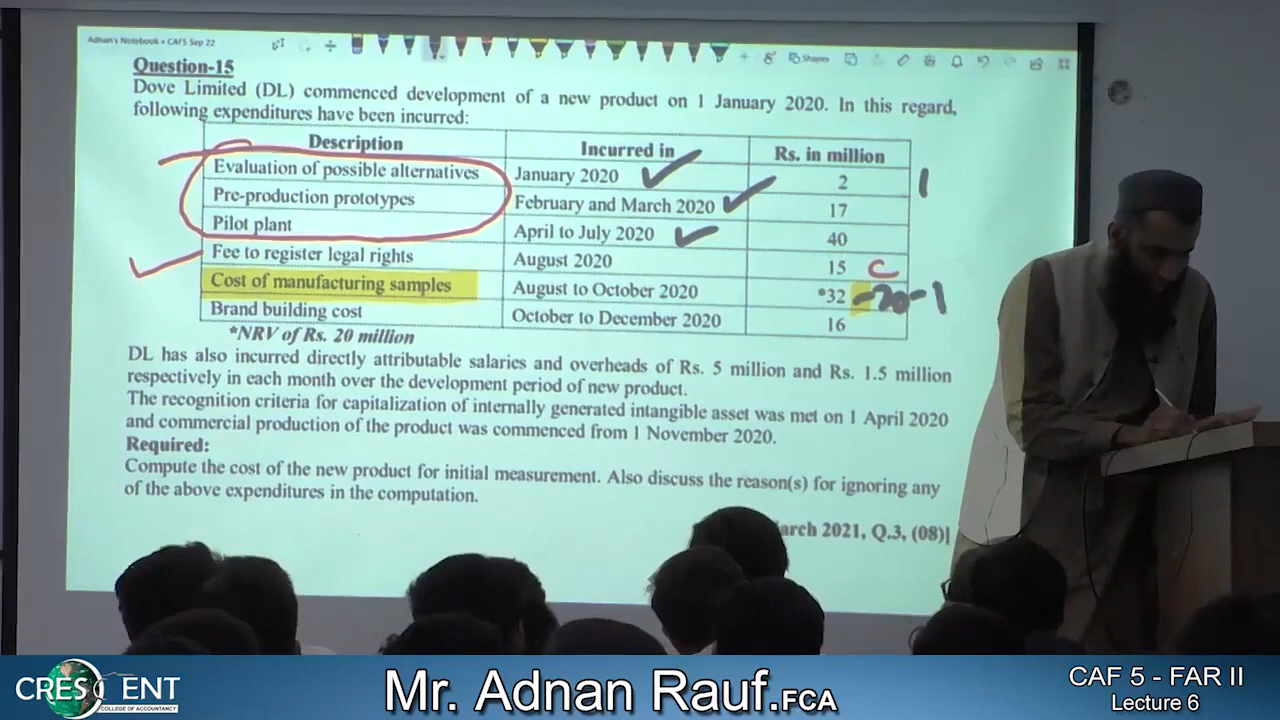 Adnan's Notebook » CAF5 Sep 22
Shapes
Question-15
Dove Limited (DL) commenced development of a new product on 1 January 2020. In this regard,
following expenditures have been incurred:
Description Incurred in Rs. in million
Evaluation of possible alternatives January 2020 2 1
Pre-production prototypes February and March 2020 17
Pilot plant April to July 2020 40
Fee to register legal rights August 2020 15 C
Cost of manufacturing samples August to October 2020 *32 -20-1
Brand building cost October to December 2020 16
*NRV of Rs. 20 million
DL has also incurred directly attributable salaries and overheads of Rs. 5 million and Rs. 1.5 million
respectively in each month over the development period of new product.
The recognition criteria for capitalization of internally generated intangible asset was met on 1 April 2020
and commercial production of the product was commenced from 1 November 2020.
Required:
Compute the cost of the new product for initial measurement. Also discuss the reason(s) for ignoring any
of the above expenditures in the computation.
arch 2021, Q.3, (08)
CRESCENT
COLLEGE OF ACCOUNTANCY
Mr. Adnan Rauf.FCA
CAF 5 - FAR II
Lecture 6